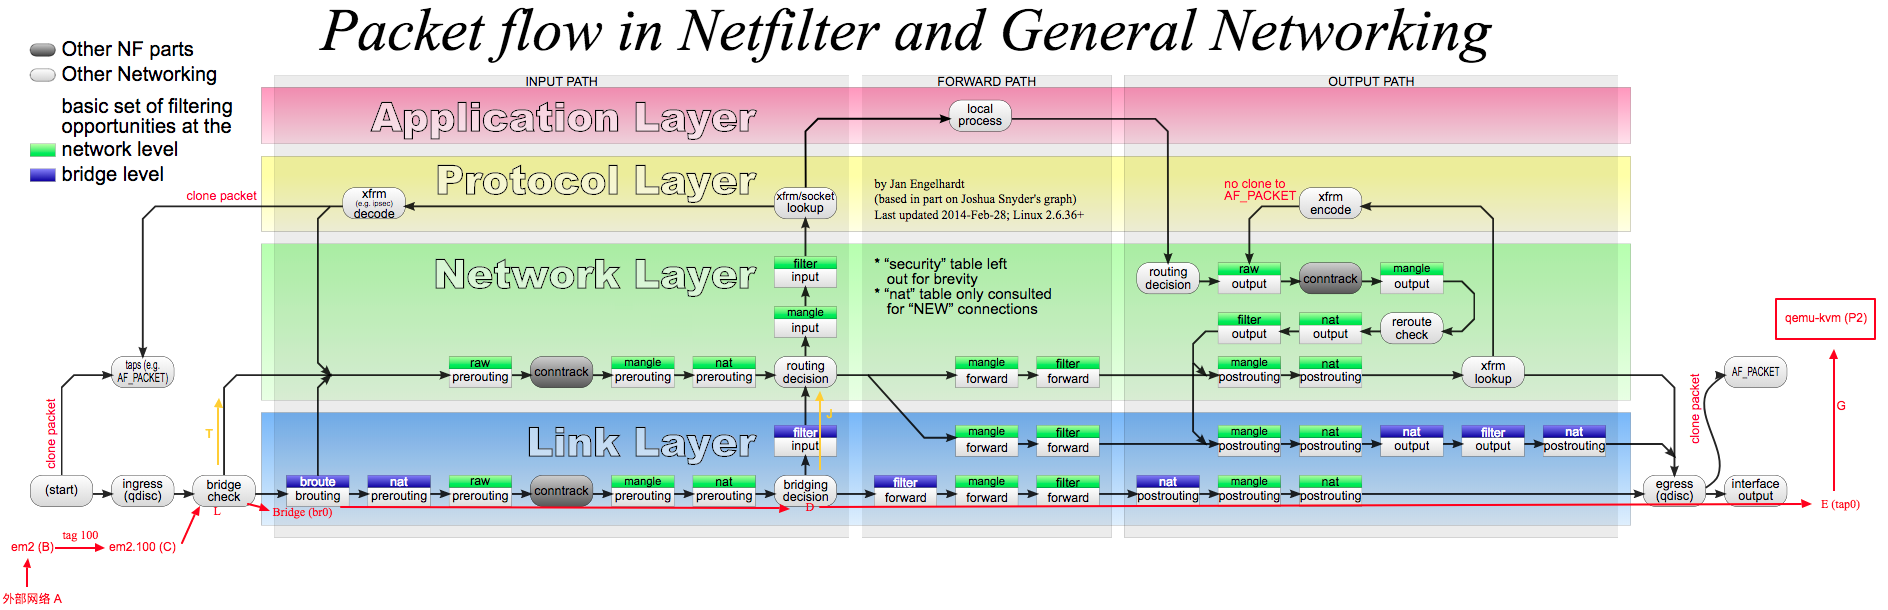 Packet flow in Netfilter and General Networking
Other NF parts
Other Networking
basic set of filtering
opportunities at the
network level
bridge level
INPUT PATH
FORWARD PATH
OUTPUT PATH
Application Layer
local
process
Protocol Layer
clone packet
xfrm
(e.g. ipsec)
decode
xfrm/socket
lookup
by Jan Engelhardt
(based in part on Joshua Snyder's graph)
Last updated 2014-Feb-28; Linux 2.6.36+
no clone to
AF_PACKET
xfrm
encode
Network Layer
filter
input
mangle
input
* “security” table left
out for brevity
* “nat” table only consulted
for “NEW” connections
routing
decision
raw
output
conntrack
mangle
output
filter
output
nat
output
reroute
check
qemu-kvm (P2)
taps (e.g.
AF_PACKET)
raw
prerouting
conntrack
mangle
prerouting
nat
prerouting
routing
decision
mangle
forward
filter
forward
mangle
postrouting
nat
postrouting
xfrm
lookup
AF_PACKET
clone packet
T
J
clone packet
G
Link Layer
filter
input
mangle
forward
filter
forward
mangle
postrouting
nat
postrouting
nat
output
filter
output
nat
postrouting
(start)
ingress
(qdisc)
bridge
check
broute
brouting
nat
prerouting
raw
prerouting
conntrack
mangle
prerouting
nat
prerouting
bridging
decision
filter
forward
mangle
forward
filter
forward
nat
postrouting
mangle
postrouting
nat
postrouting
egress
(qdisc)
interface
output
L
Bridge (br0)
D
E (tap0)
em2 (B)
tag 100
em2.100 (C)
外部网络 A